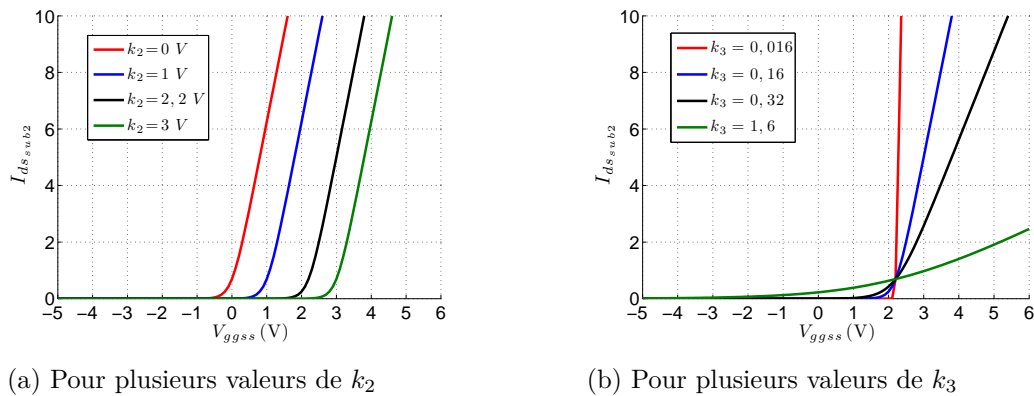 10
8
6
4
2
0
I_{ds_{sub2}}
k_2=0 V
k_2=1 V
k_2=2,2 V
k_2=3 V
−5 −4 −3 −2 −1 0 1 2 3 4 5 6
V_{ggss} (V)
(a) Pour plusieurs valeurs de k_2
10
8
6
4
2
0
I_{ds_{sub2}}
k_3 = 0,016
k_3 = 0,16
k_3 = 0,32
k_3 = 1,6
−5 −4 −3 −2 −1 0 1 2 3 4 5 6
V_{ggss} (V)
(b) Pour plusieurs valeurs de k_3